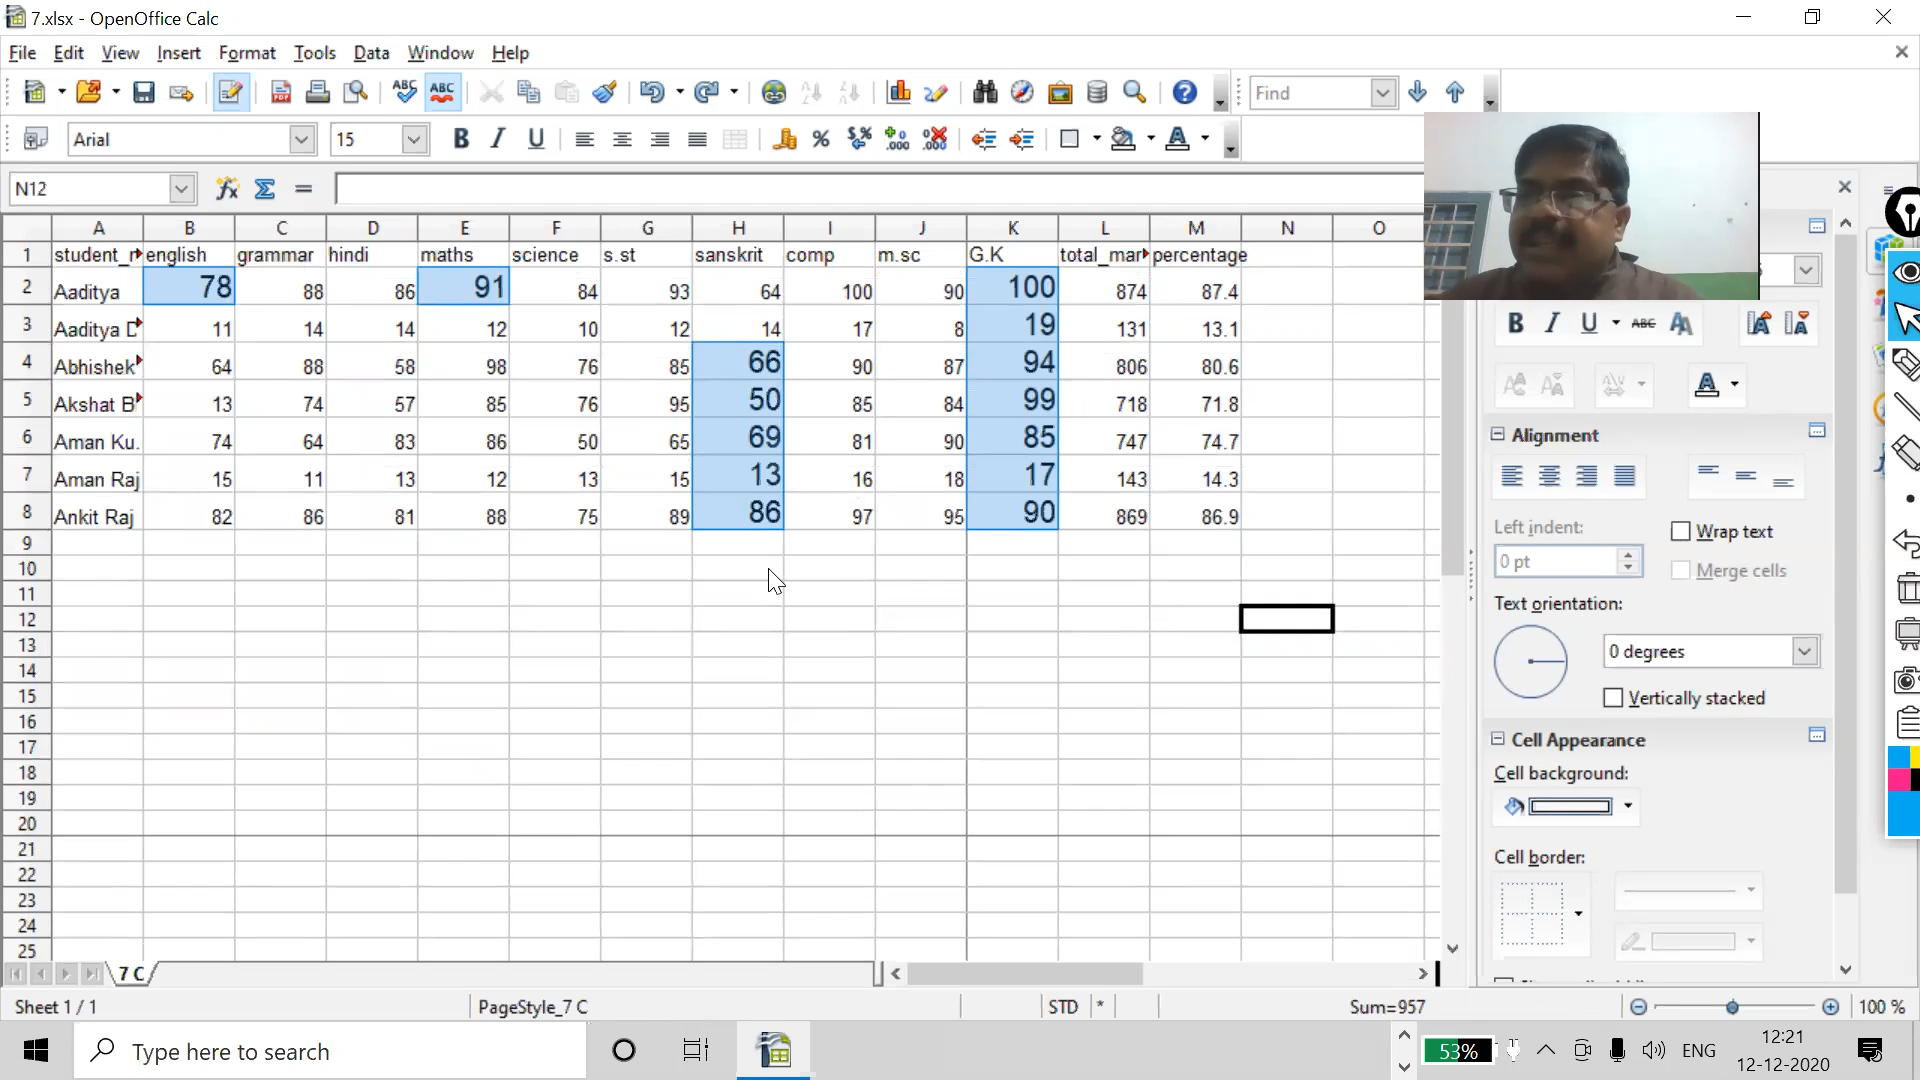 7.xlsx - OpenOffice Calc
File Edit View Insert Format Tools Data Window Help
Find
Arial 15
N12
A B C D E F G H I J K L M N O
1 student_n english grammar hindi maths science s.st sanskrit comp m.sc G.K total_mar percentage
2 Aaditya 78 88 86 91 84 93 64 100 90 100 874 87.4
3 Aaditya D 11 14 14 12 10 12 14 17 8 19 131 13.1
4 Abhishek 64 88 58 98 76 85 66 90 87 94 806 80.6
5 Akshat B 13 74 57 85 76 95 50 85 84 99 718 71.8
6 Aman Ku. 74 64 83 86 50 65 69 81 90 85 747 74.7
7 Aman Raj 15 11 13 12 13 15 13 16 18 17 143 14.3
8 Ankit Raj 82 86 81 88 75 89 86 97 95 90 869 86.9
9
10
11
12
13
14
15
16
17
18
19
20
21
22
23
24
25
Alignment
Left indent:
Wrap text
0 pt
Merge cells
Text orientation:
0 degrees
Vertically stacked
Cell Appearance
Cell background:
Cell border:
7 C
Sheet 1 / 1 PageStyle_7 C STD * Sum=957 100 %
Type here to search
53%
ENG
12:21
12-12-2020